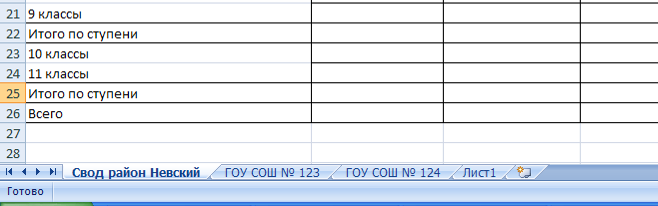 21 9 классы
22 Итого по ступени
23 10 классы
24 11 классы
25 Итого по ступени
26 Всего
27
28
Свод район Невский ГОУ СОШ № 123 ГОУ СОШ № 124 Лист1
Готово